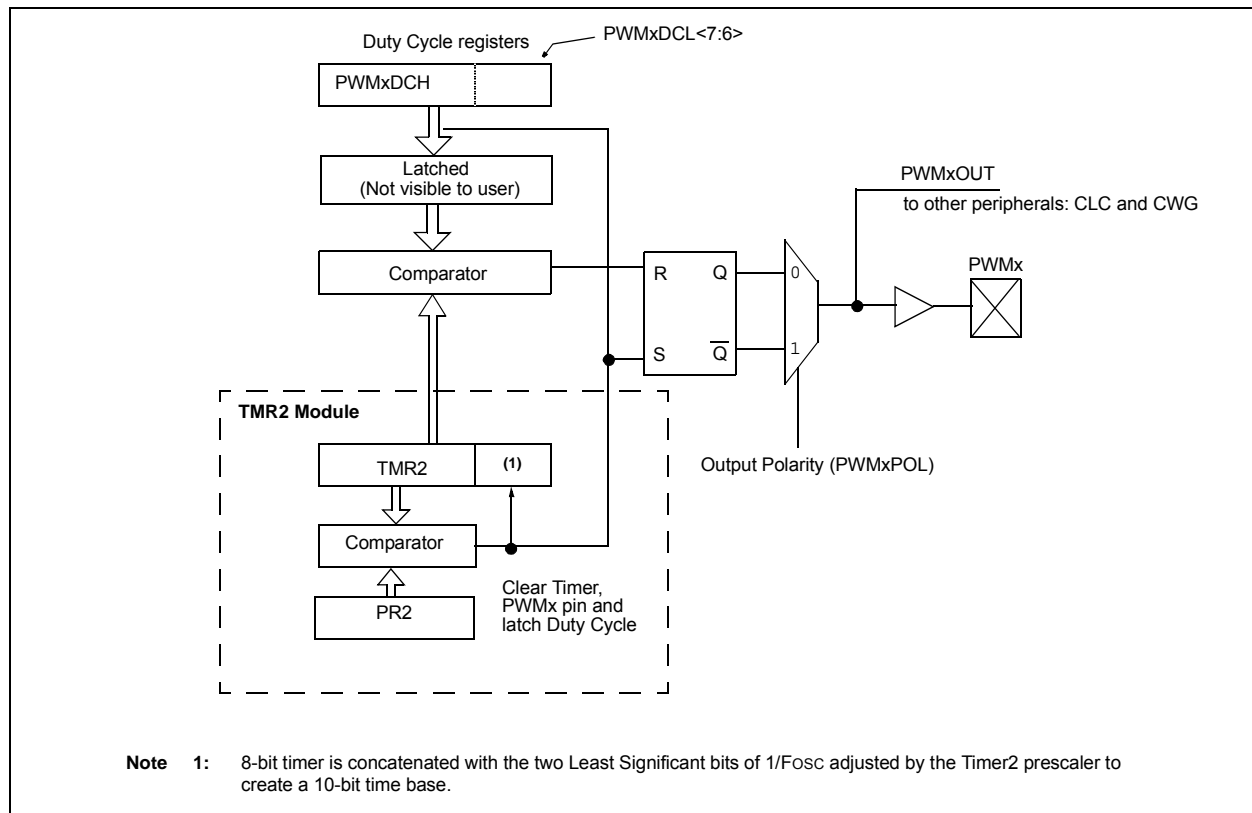 Duty Cycle registers
PWMxDCL<7:6>
PWMxDCH
Latched
(Not visible to user)
Comparator
R
Q
S
Q̅
0
1
PWMxOUT
to other peripherals: CLC and CWG
PWMx
Output Polarity (PWMxPOL)
TMR2 Module
TMR2
(1)
Comparator
PR2
Clear Timer,
PWMx pin and
latch Duty Cycle
Note 1: 8-bit timer is concatenated with the two Least Significant bits of 1/FOSC adjusted by the Timer2 prescaler to
create a 10-bit time base.